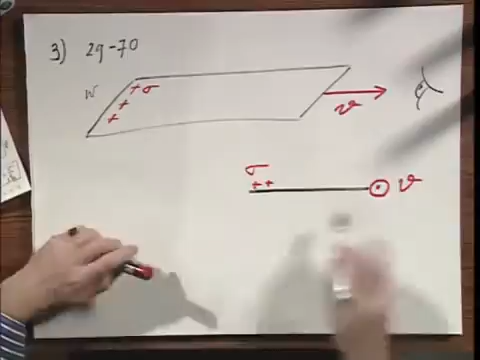 3) 29-70
w + + + σ v
σ
++ v